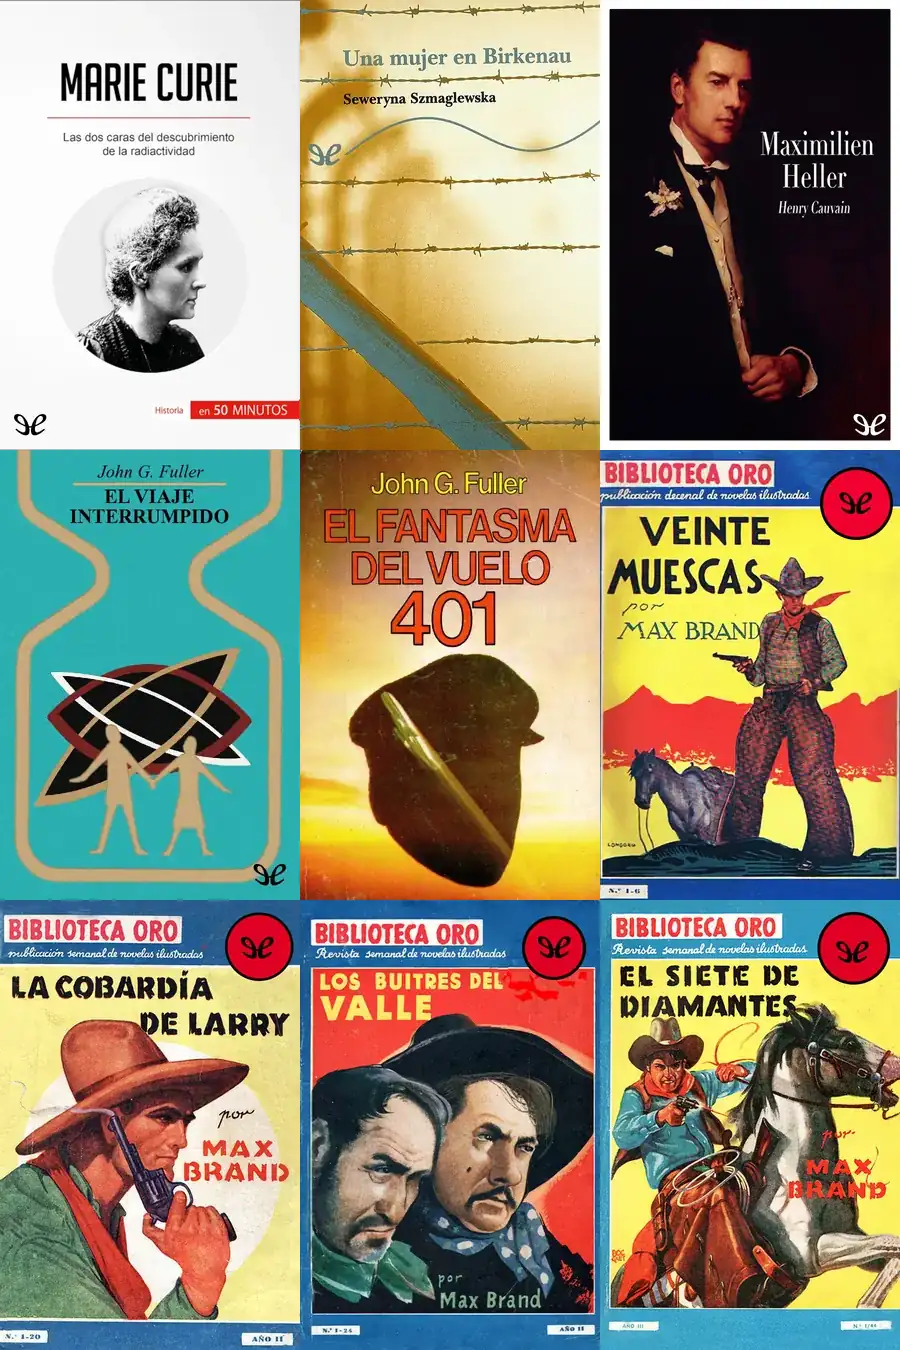 MARIE CURIE
Las dos caras del descubrimiento
de la radiactividad
Historia
en 50 MINUTOS
Una mujer en Birkenau
Seweryna Szmaglewska
Maximilien
Heller
Henry Cauvain
John G. Fuller
EL VIAJE
INTERRUMPIDO
John G. Fuller
EL FANTASMA
DEL VUELO
401
BIBLIOTECA ORO
publicación decenal de novelas ilustradas
VEINTE
MUESCAS
por
MAX BRAND
LONGORIA
N.º I-6
BIBLIOTECA ORO
publicación semanal de novelas ilustradas
LA COBARDÍA
DE LARRY
por
MAX
BRAND
N.º I-20
AÑO II
BIBLIOTECA ORO
Revista semanal de novelas ilustradas
LOS BUITRES DEL
VALLE
por
Max Brand
N.º I-24
AÑO II
BIBLIOTECA ORO
Revista semanal de novelas ilustradas
EL SIETE DE
DIAMANTES
por
MAX
BRAND
AÑO III